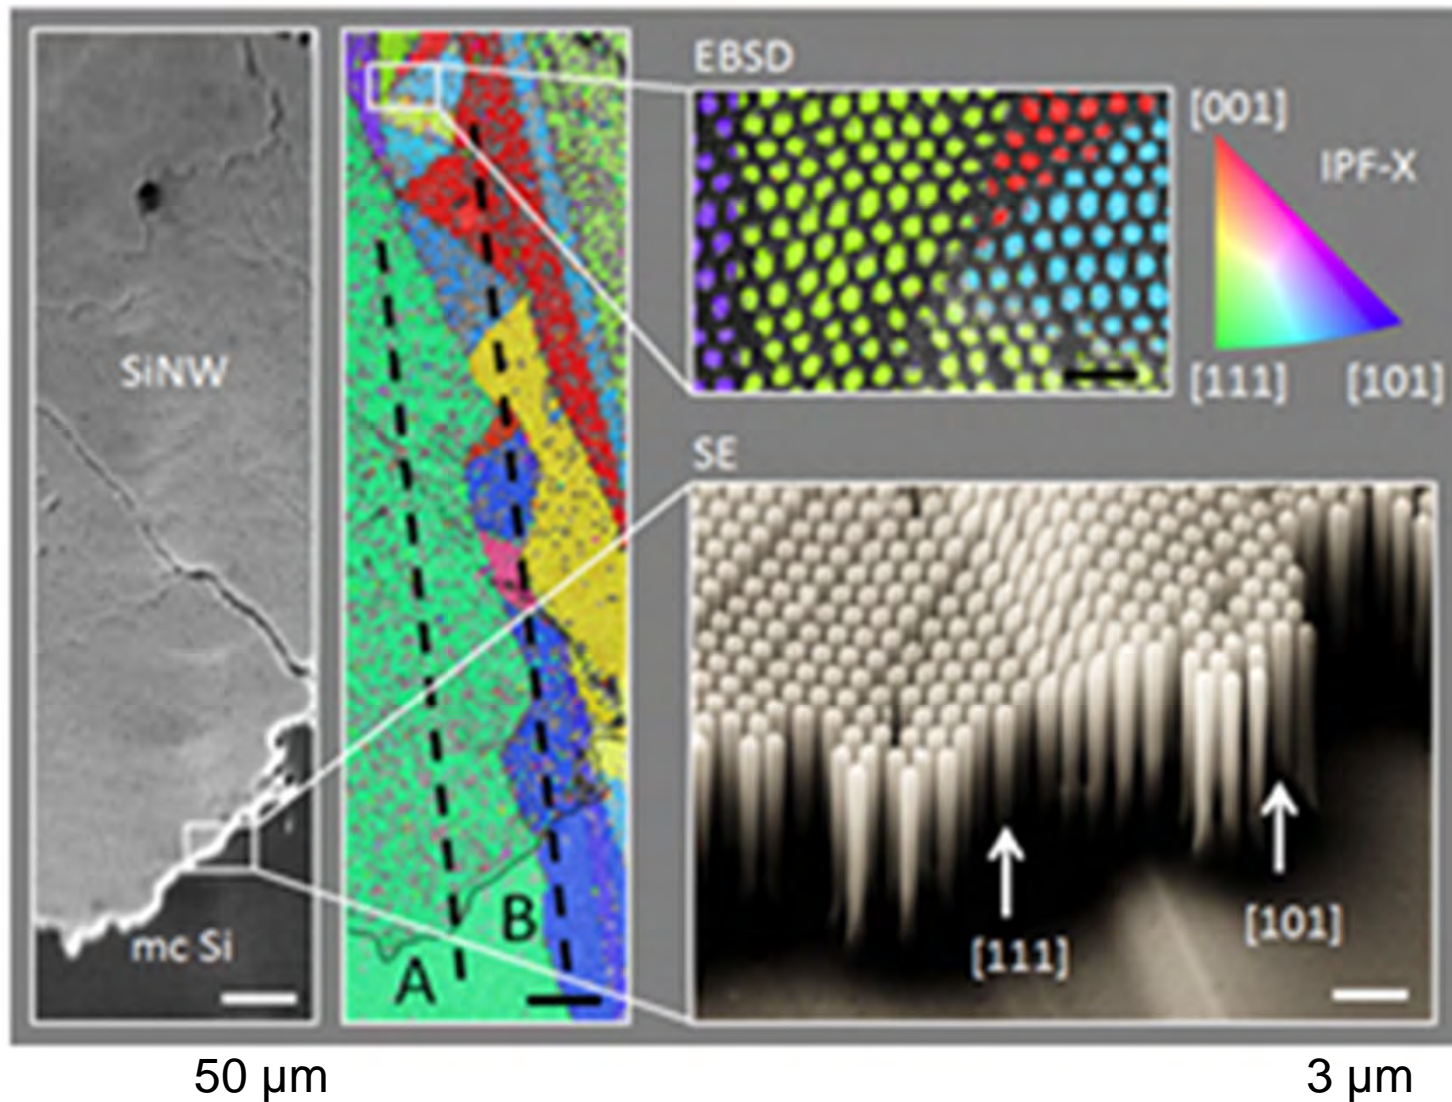 EBSD
[001]
IPF-X
[111] [101]
SiNW
SE
B
A
mc Si
[111]
[101]
50 µm
3 µm